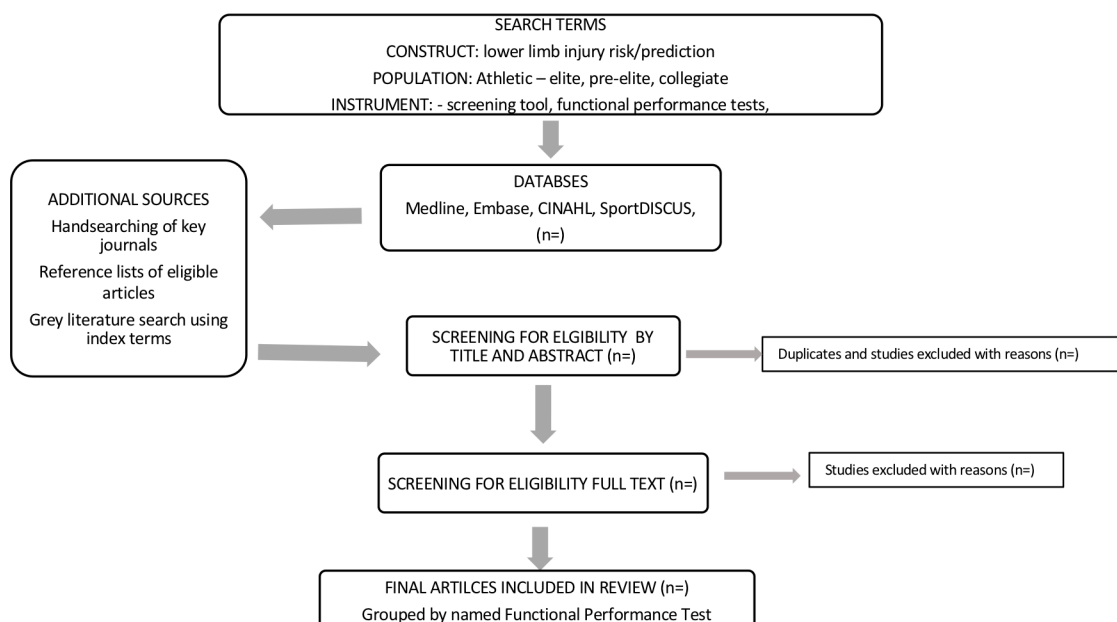 SEARCH TERMS
CONSTRUCT: lower limb injury risk/prediction
POPULATION: Athletic – elite, pre-elite, collegiate
INSTRUMENT: - screening tool, functional performance tests,
DATABSES
Medline, Embase, CINAHL, SportDISCUS,
(n=)
ADDITIONAL SOURCES
Handsearching of key
journals
Reference lists of eligible
articles
Grey literature search using
index terms
SCREENING FOR ELGIBILITY BY
TITLE AND ABSTRACT (n=)
Duplicates and studies excluded with reasons (n=)
SCREENING FOR ELIGIBILITY FULL TEXT (n=)
Studies excluded with reasons (n=)
FINAL ARTILCES INCLUDED IN REVIEW (n=)
Grouped by named Functional Performance Test